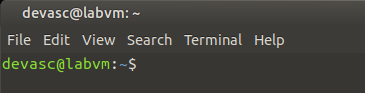 devasc@labvm: ~
File Edit View Search Terminal Help
devasc@labvm:~$